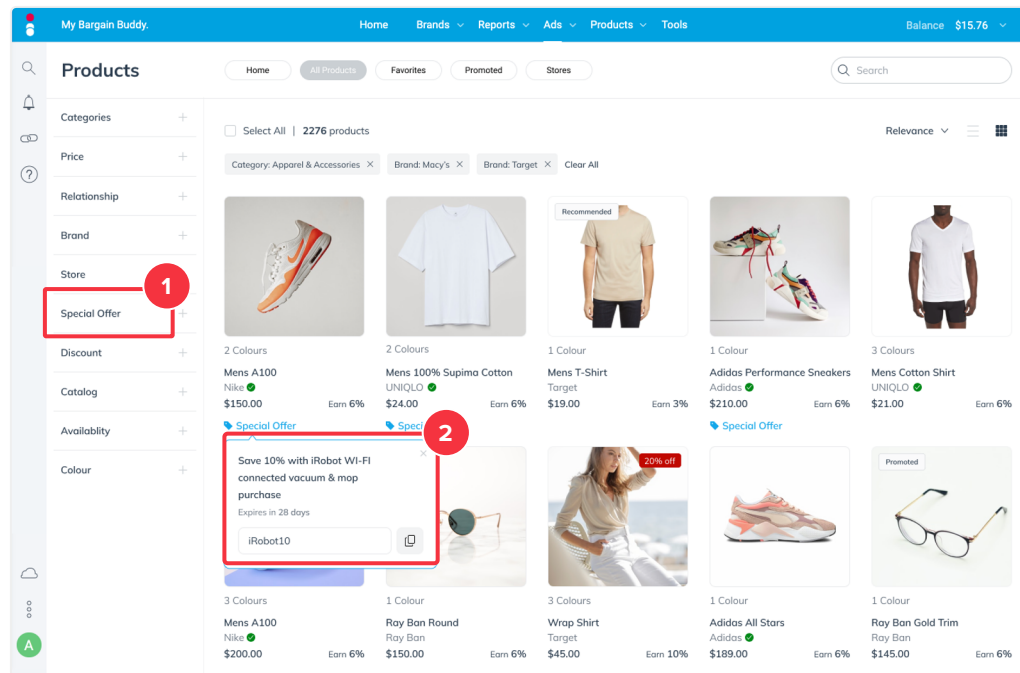 My Bargain Buddy.
Home Brands Reports Ads Products Tools
Balance $15.76
Products
Home All Products Favorites Promoted Stores
Search
Categories
Price
Relationship
Brand
Store
1
Special Offer
Discount
Catalog
Availablity
Colour
A
Select All | 2276 products
Relevance
Category: Apparel & Accessories Brand: Macy's Brand: Target Clear All
Recommended
2 Colours 2 Colours 1 Colour 1 Colour 3 Colours
Mens A100 Mens 100% Supima Cotton Mens T-Shirt Adidas Performance Sneakers Mens Cotton Shirt
Nike UNIQLO Target Adidas UNIQLO
$150.00 Earn 6% $24.00 Earn 6% $19.00 Earn 3% $210.00 Earn 6% $21.00 Earn 6%
Special Offer Speci Special Offer
2
Save 10% with iRobot WI-FI
connected vacuum & mop
purchase
Expires in 28 days
iRobot10
20% off
Promoted
3 Colours 1 Colour 3 Colours 1 Colour 1 Colour
Mens A100 Ray Ban Round Wrap Shirt Adidas All Stars Ray Ban Gold Trim
Nike Ray Ban Target Adidas Ray Ban
$200.00 Earn 6% $150.00 Earn 6% $45.00 Earn 10% $189.00 Earn 6% $145.00 Earn 6%